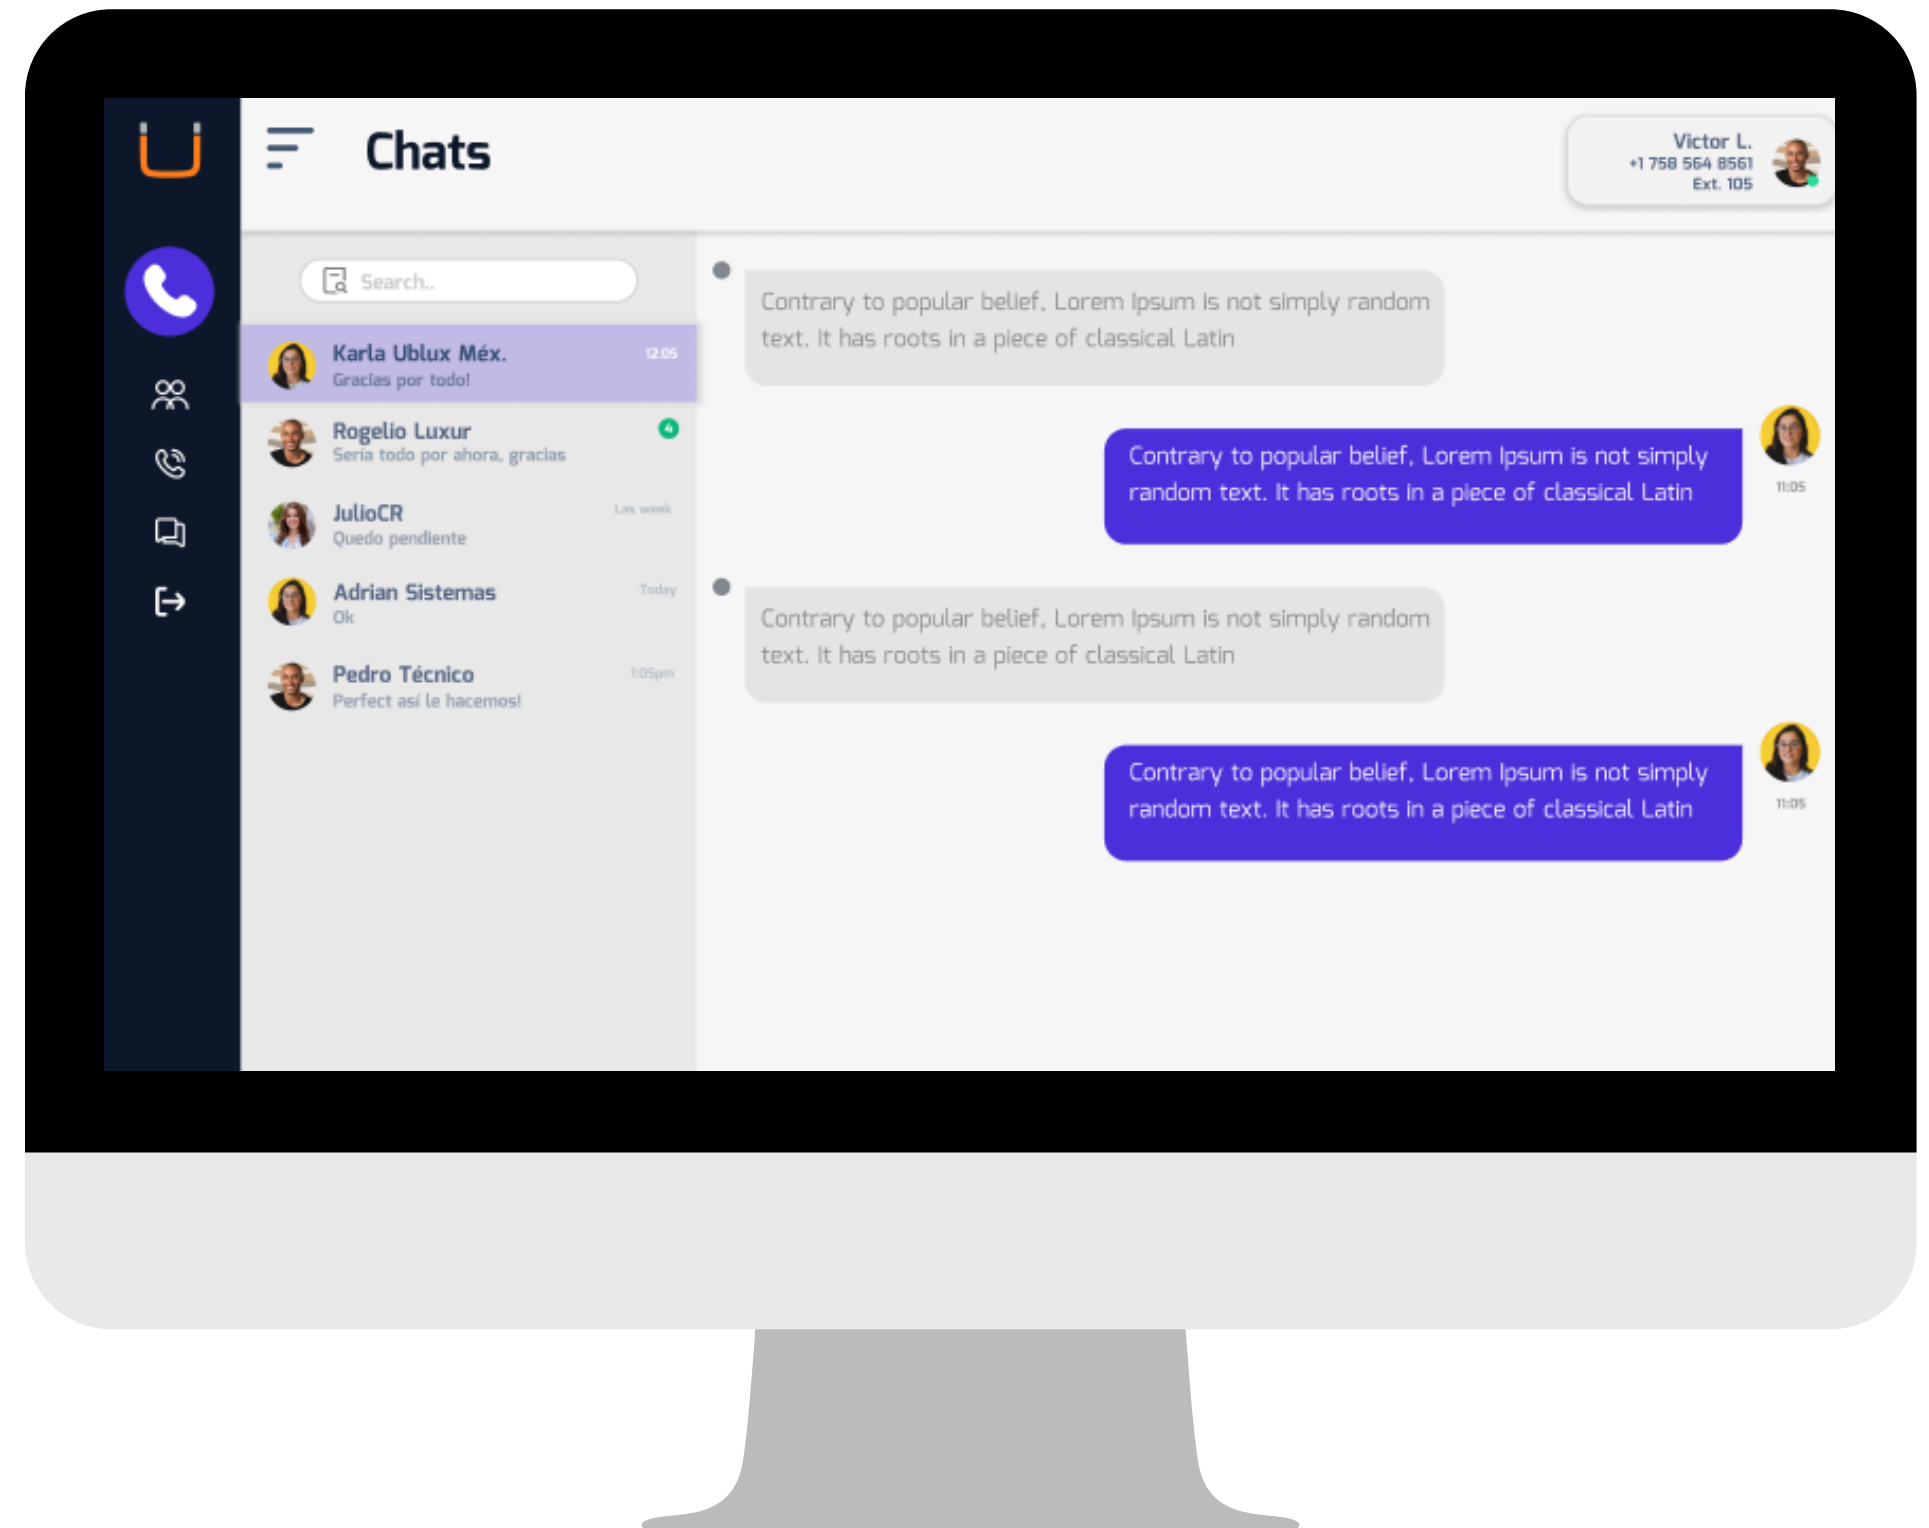 Chats
Victor L.
+1 758 564 8561
Ext. 105
Search..
Karla Ublux Méx.
12:05
Gracias por todo!
Rogelio Luxur
4
Sería todo por ahora, gracias
JulioCR
Las week
Quedo pendiente
Adrian Sistemas
Today
Ok
Pedro Técnico
1:05pm
Perfect así le hacemos!
Contrary to popular belief, Lorem Ipsum is not simply random
text. It has roots in a piece of classical Latin
Contrary to popular belief, Lorem Ipsum is not simply
random text. It has roots in a piece of classical Latin
11:05
Contrary to popular belief, Lorem Ipsum is not simply random
text. It has roots in a piece of classical Latin
Contrary to popular belief, Lorem Ipsum is not simply
random text. It has roots in a piece of classical Latin
11:05